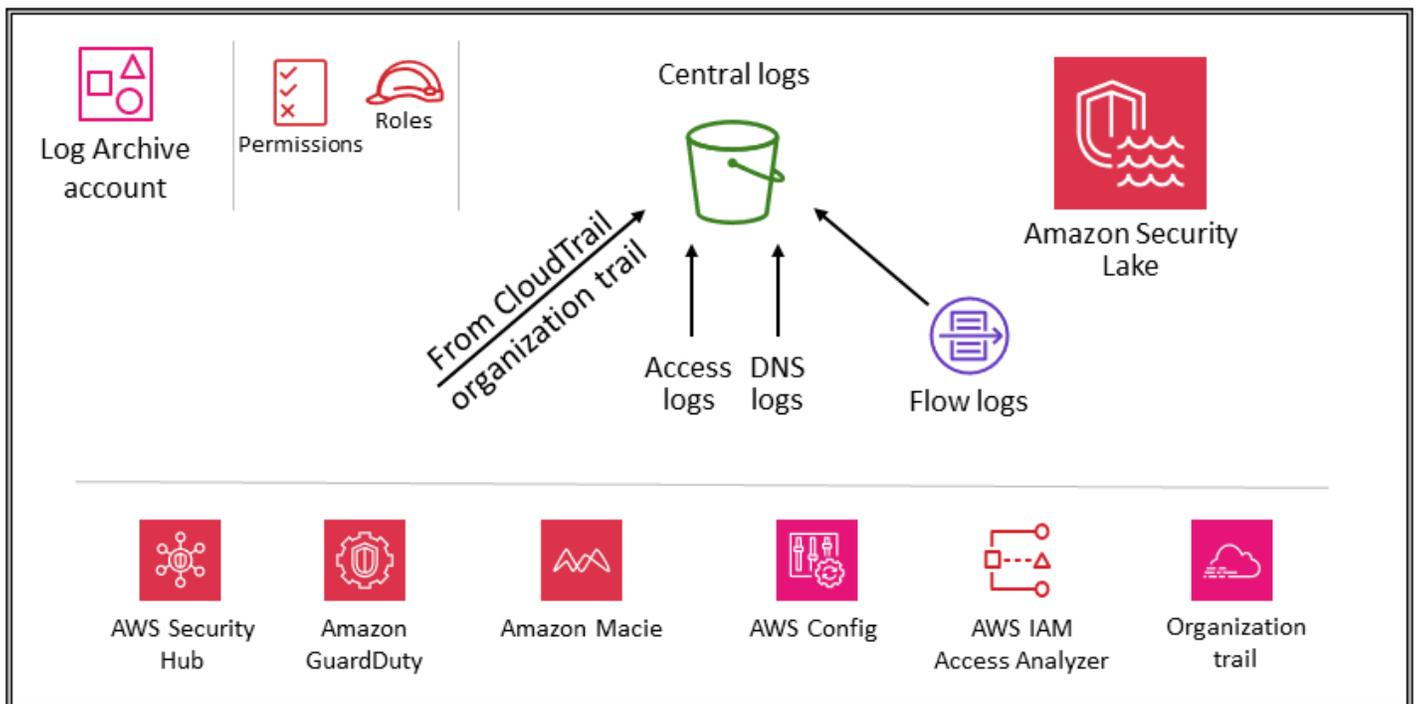 Log Archive
account
Permissions
Roles
Central logs
Amazon Security
Lake
From CloudTrail
organization trail
Access
logs
DNS
logs
Flow logs
AWS Security
Hub
Amazon
GuardDuty
Amazon Macie
AWS Config
AWS IAM
Access Analyzer
Organization
trail